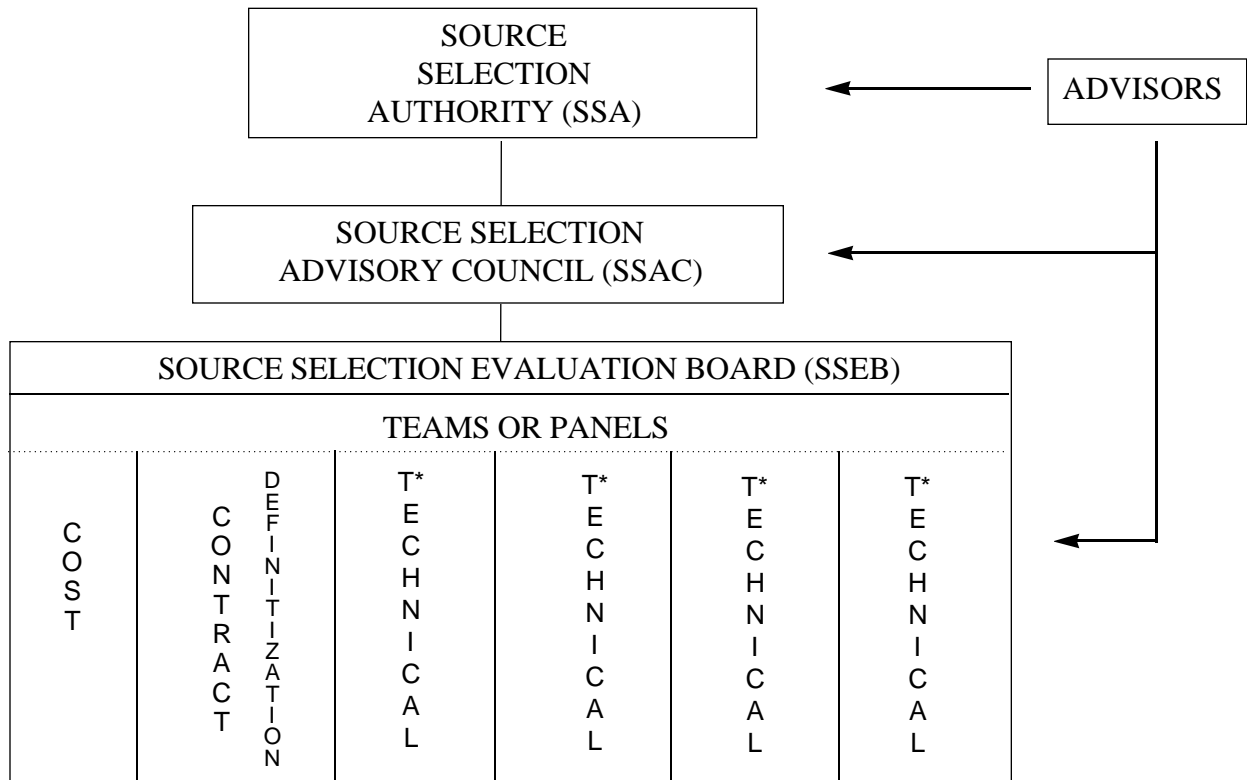 SOURCE
SELECTION
AUTHORITY (SSA)
ADVISORS
SOURCE SELECTION
ADVISORY COUNCIL (SSAC)
SOURCE SELECTION EVALUATION BOARD (SSEB)
TEAMS OR PANELS
COST
CONTRACT
DEFINITIZATION
T*ECHNICAL
T*ECHNICAL
T*ECHNICAL
T*ECHNICAL